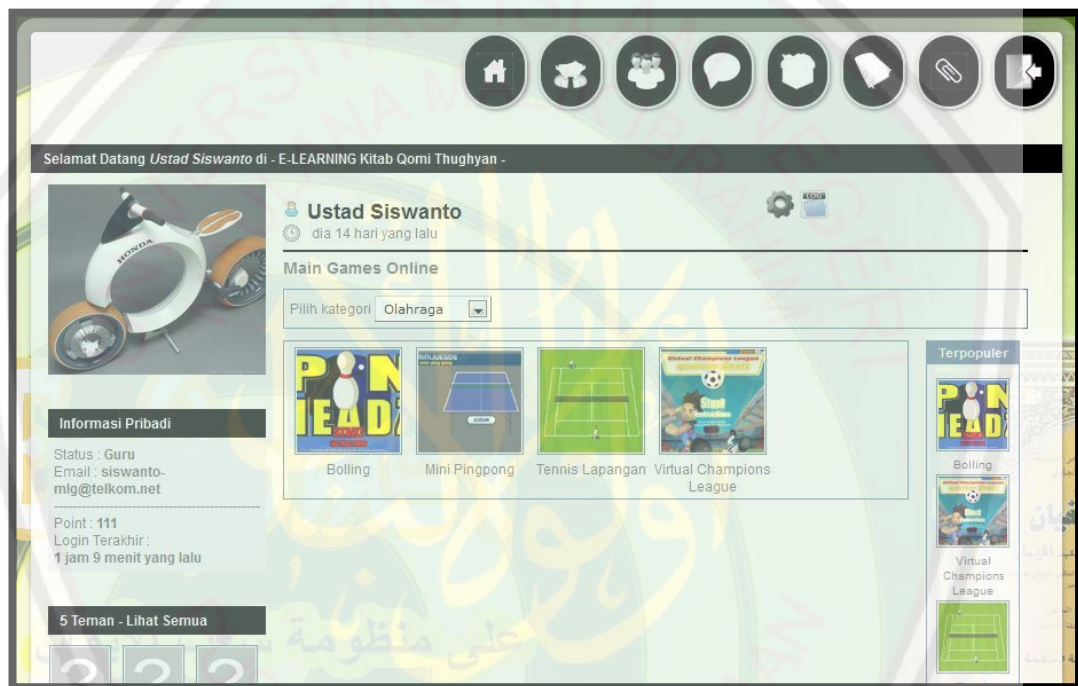 Selamat Datang Ustad Siswanto di - E-LEARNING Kitab Qomi Thughyan -
HONDA
Ustad Siswanto
LOG
dia 14 hari yang lalu
Main Games Online
Pilih kategori Olahraga
Bolling
Mini Pingpong
Tennis Lapangan
Virtual Champions
League
Terpopuler
Bolling
Virtual
Champions
League
Informasi Pribadi
Status : Guru
Email : siswanto-
mlg@telkom.net
Point : 111
Login Terakhir :
1 jam 9 menit yang lalu
5 Teman - Lihat Semua